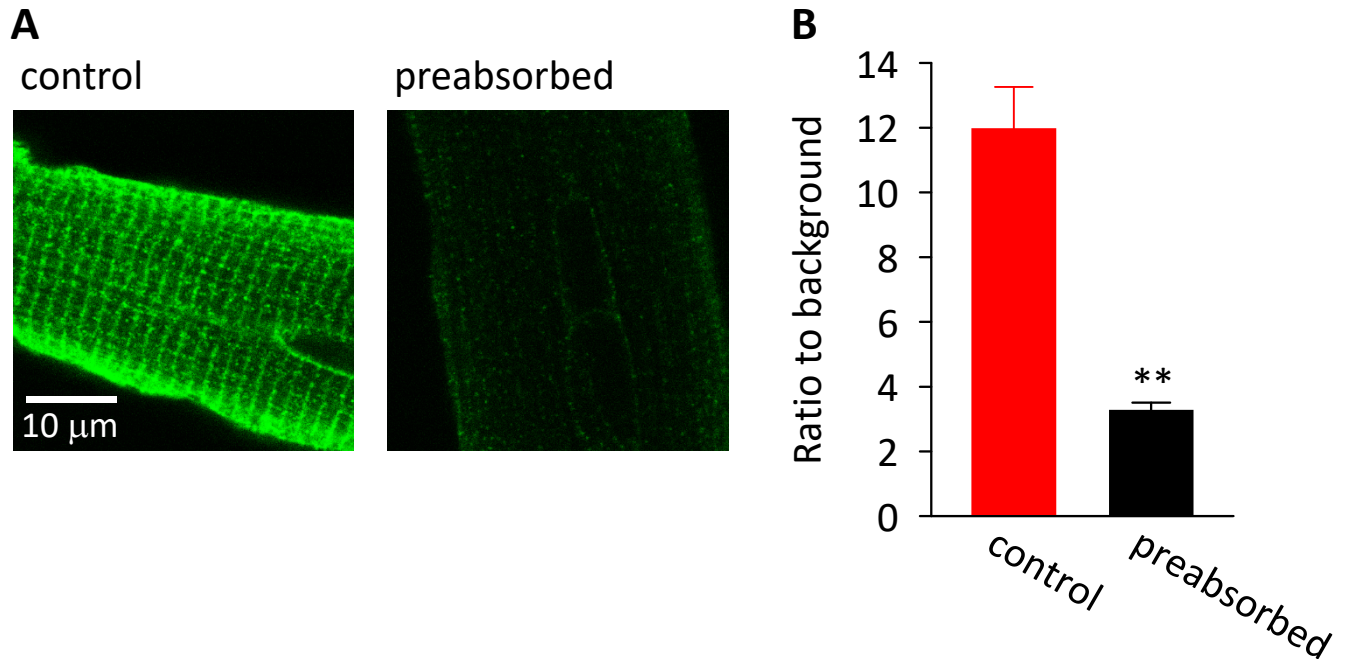 A
control
preabsorbed
10 μm
B
Ratio to background
14
12
10
8
6
4
2
0
**
control
preabsorbed